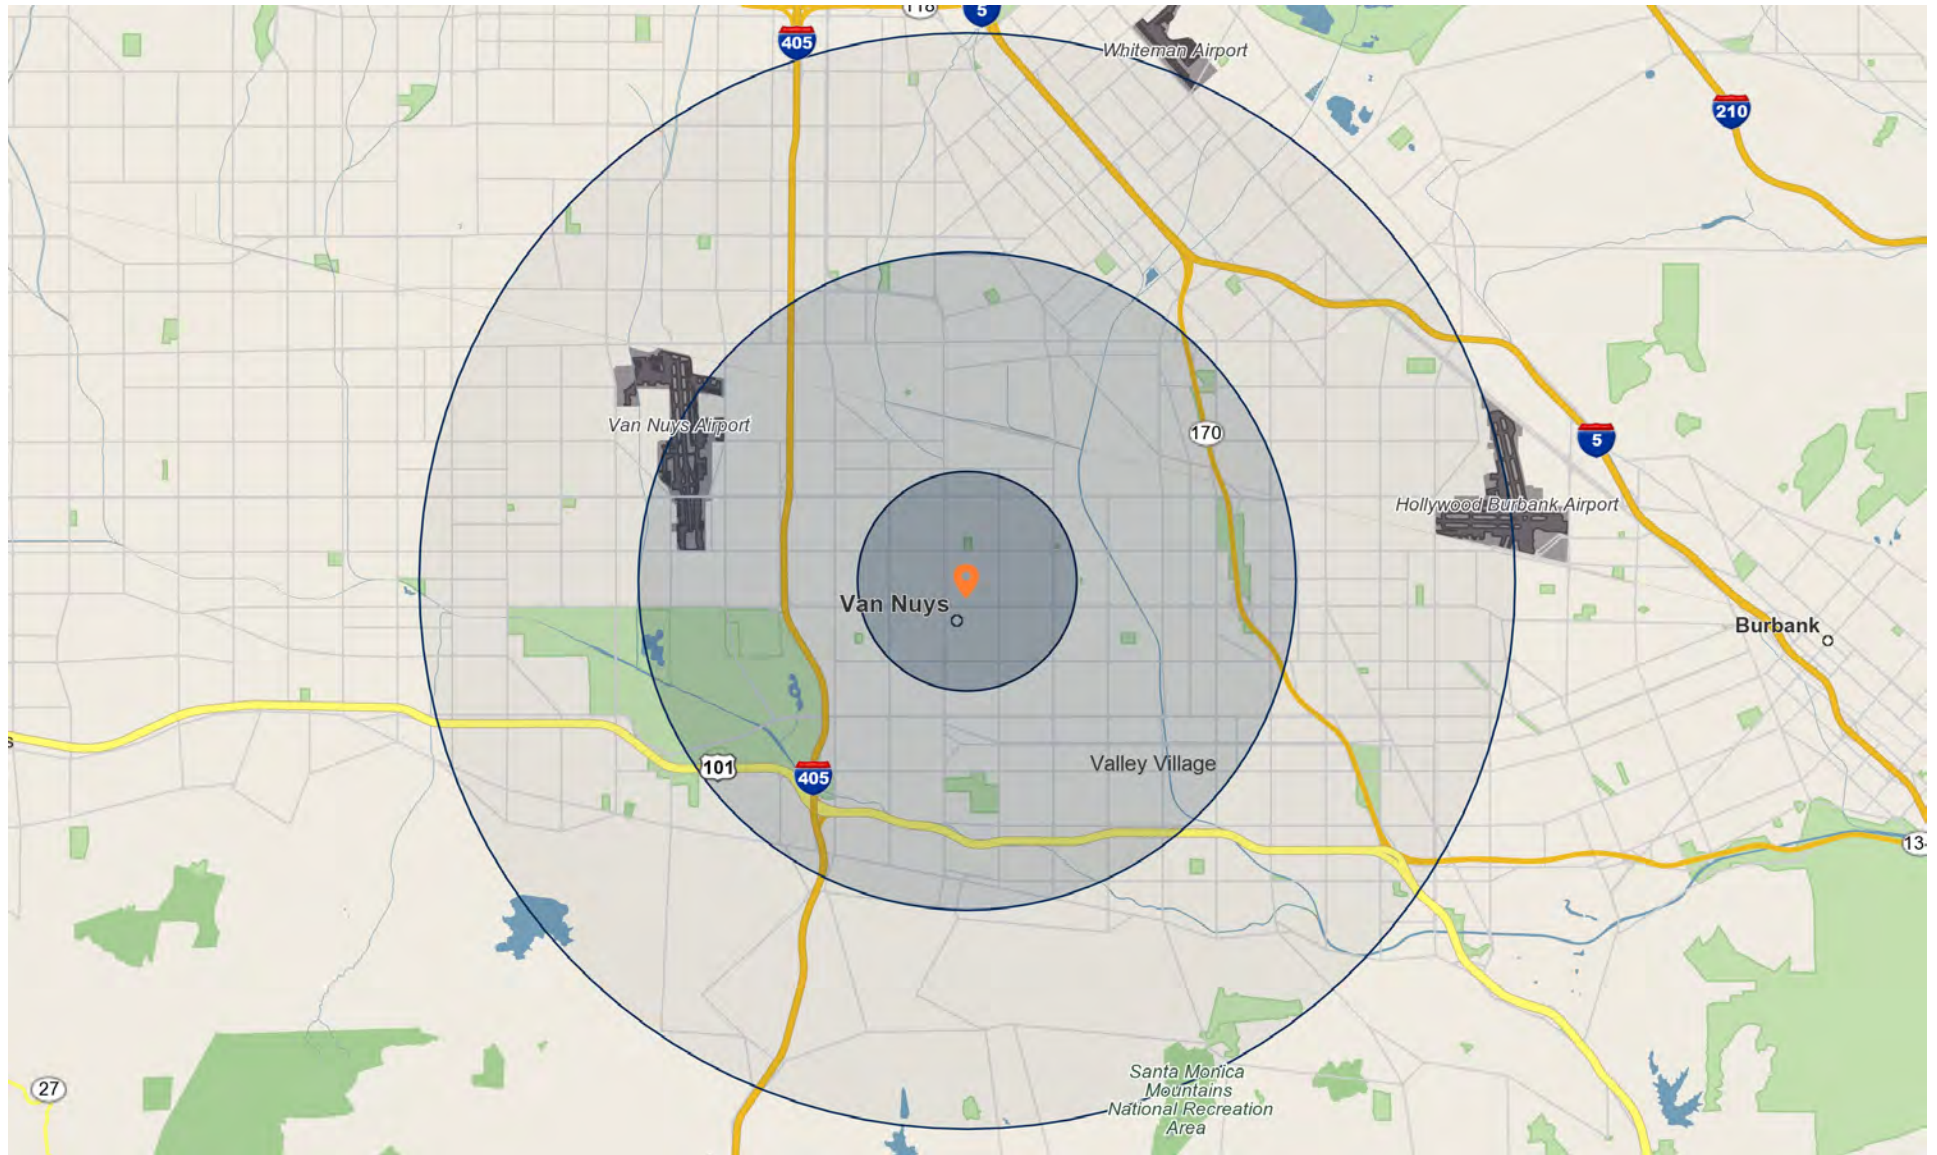 118
5
405
Whiteman Airport
210
Van Nuys Airport
170
5
Hollywood Burbank Airport
Van Nuys
Burbank
s
Valley Village
101
405
27
Santa Monica
Mountains
National Recreation
Area